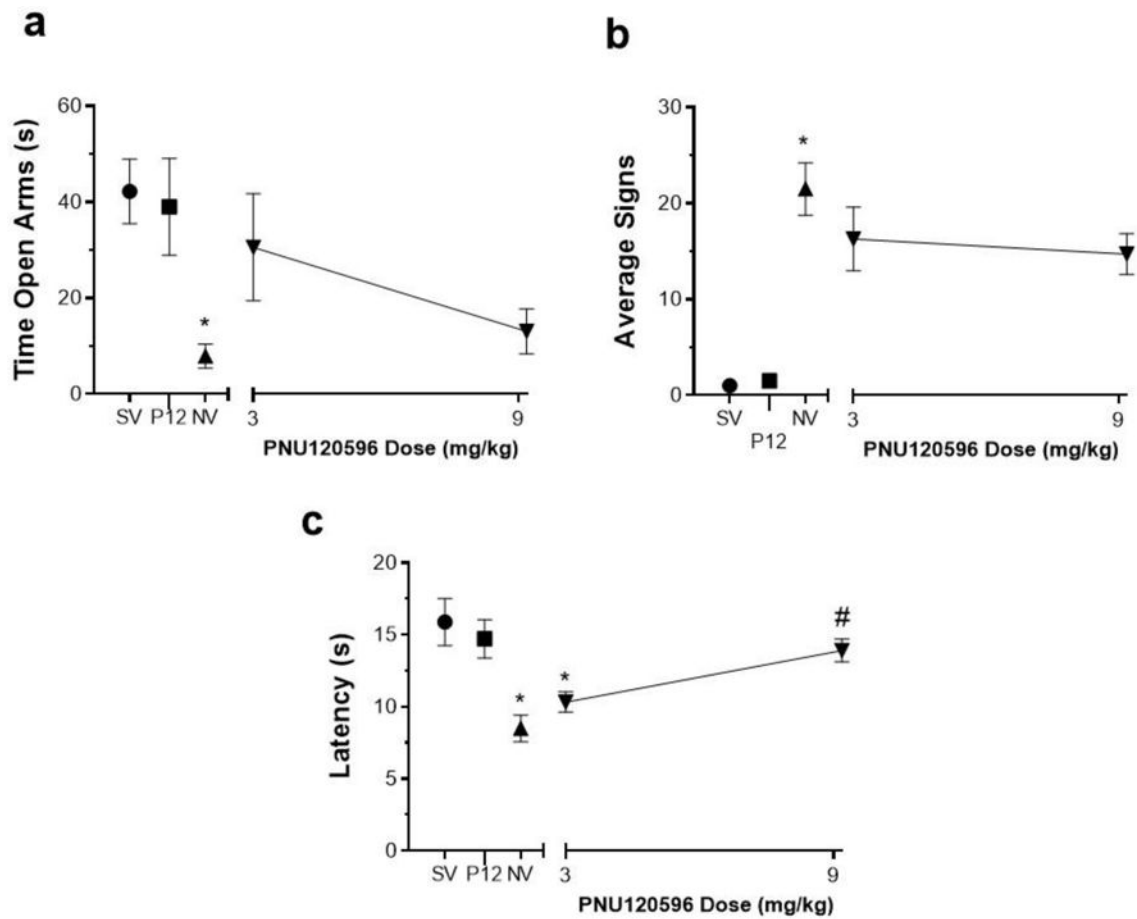 a
60
40
20
0
Time Open Arms (s)
*
SV P12 NV
3 9
PNU120596 Dose (mg/kg)
b
30
20
10
0
Average Signs
*
SV NV
P12
3 9
PNU120596 Dose (mg/kg)
c
20
15
10
5
0
Latency (s)
*
*
#
SV P12 NV
3 9
PNU120596 Dose (mg/kg)